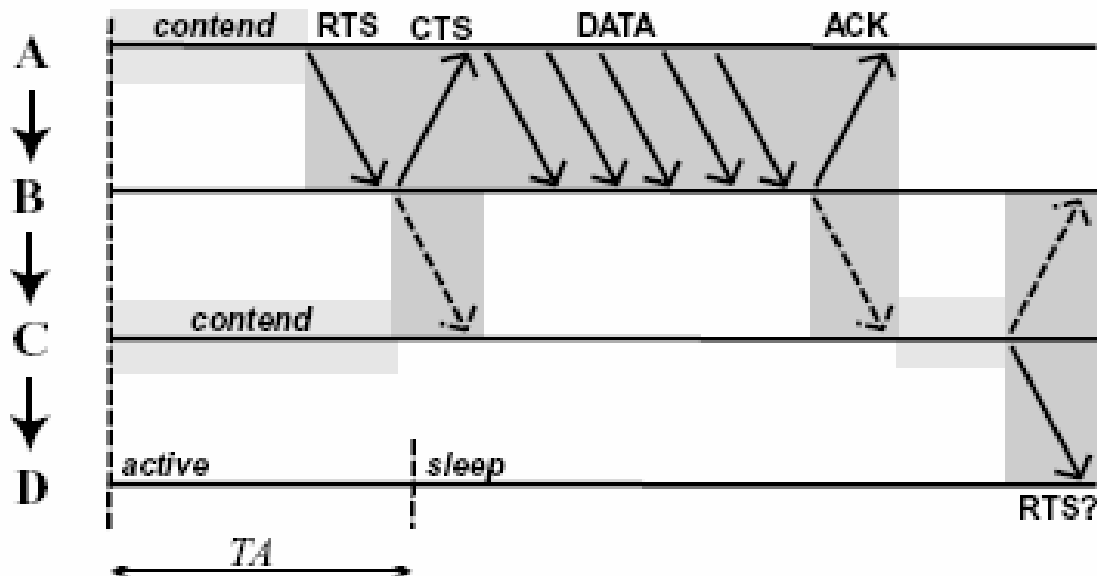 contend RTS CTS DATA ACK
A
B
contend
C
active sleep
D
RTS?
TA